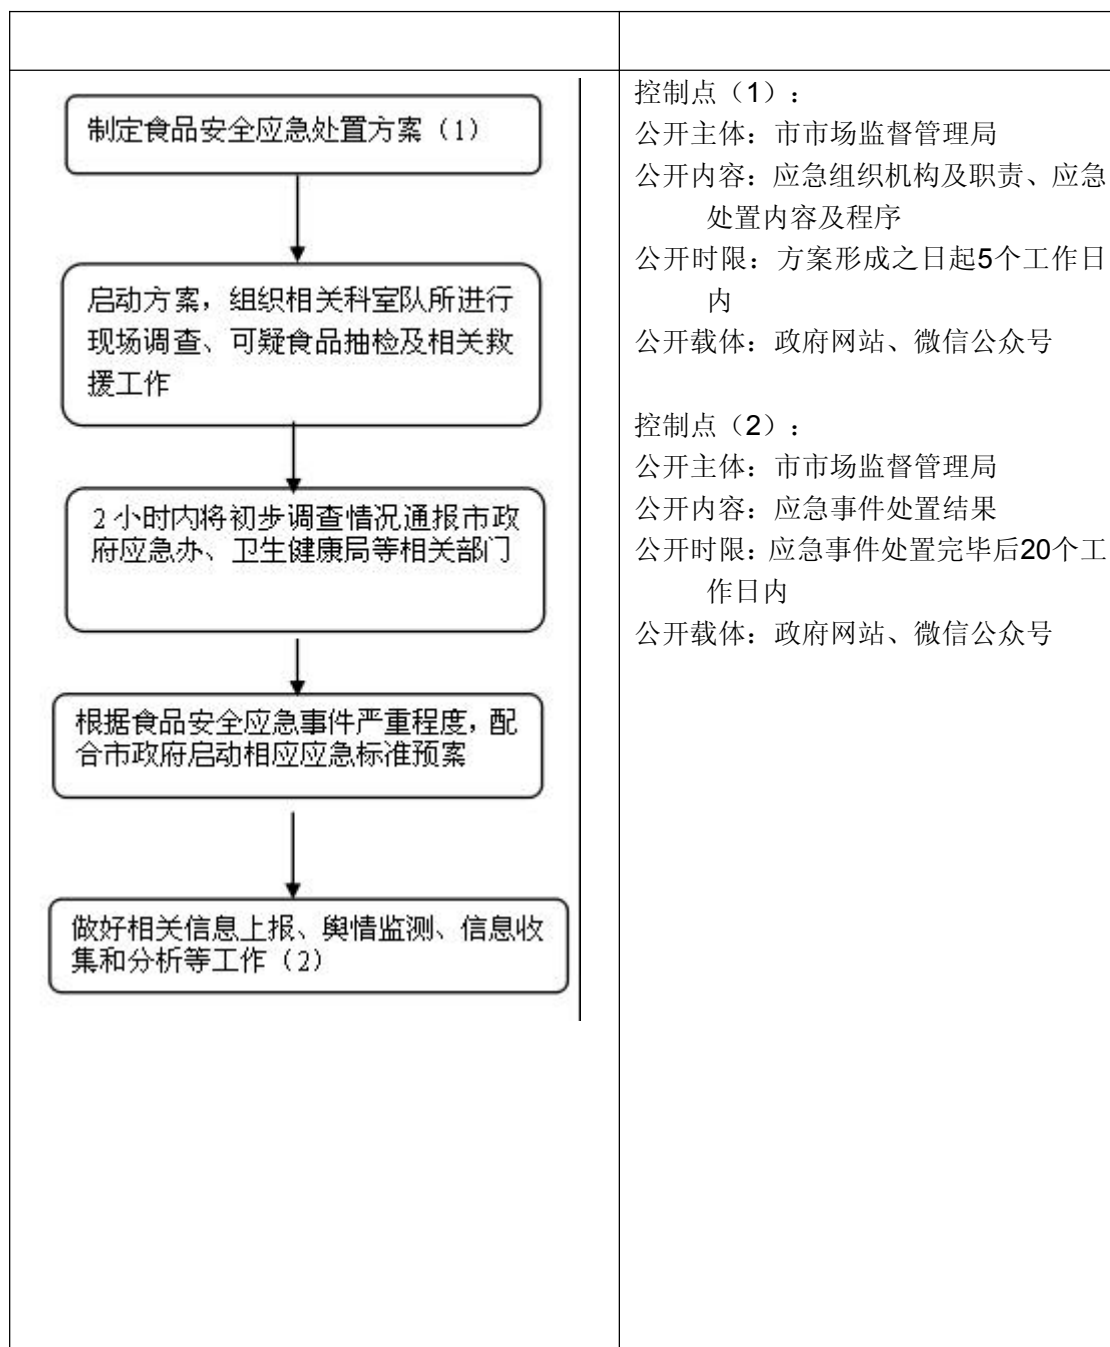 制定食品安全应急处置方案（1）
启动方案，组织相关科室队所进行
现场调查、可疑食品抽检及相关救
援工作
2小时内将初步调查情况通报市政
府应急办、卫生健康局等相关部门
根据食品安全应急事件严重程度，配
合市政府启动相应应急标准预案
做好相关信息上报、舆情监测、信息收
集和分析等工作（2）
控制点（1）：
公开主体：市市场监督管理局
公开内容：应急组织机构及职责、应急
处置内容及程序
公开时限：方案形成之日起5个工作日
内
公开载体：政府网站、微信公众号
控制点（2）：
公开主体：市市场监督管理局
公开内容：应急事件处置结果
公开时限：应急事件处置完毕后20个工
作日内
公开载体：政府网站、微信公众号